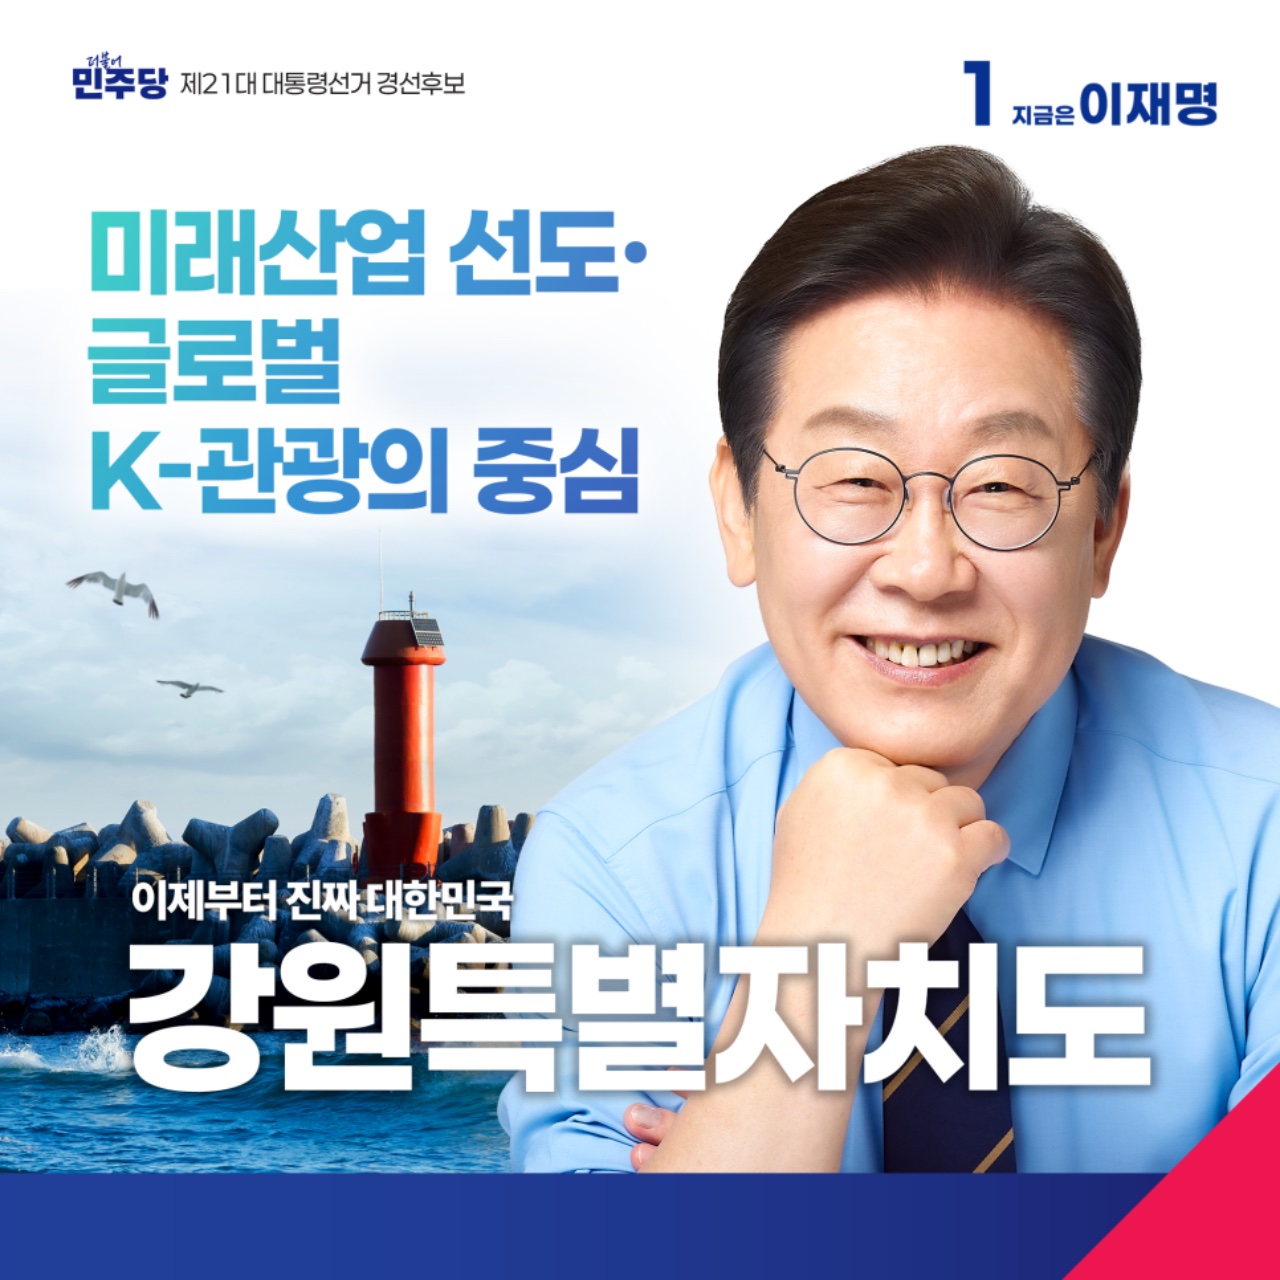 더불어
민주당 제21대 대통령선거 경선후보
1 지금은 이재명
미래산업 선도·
글로벌
K-관광의 중심
이제부터 진짜 대한민국
강원특별자치도